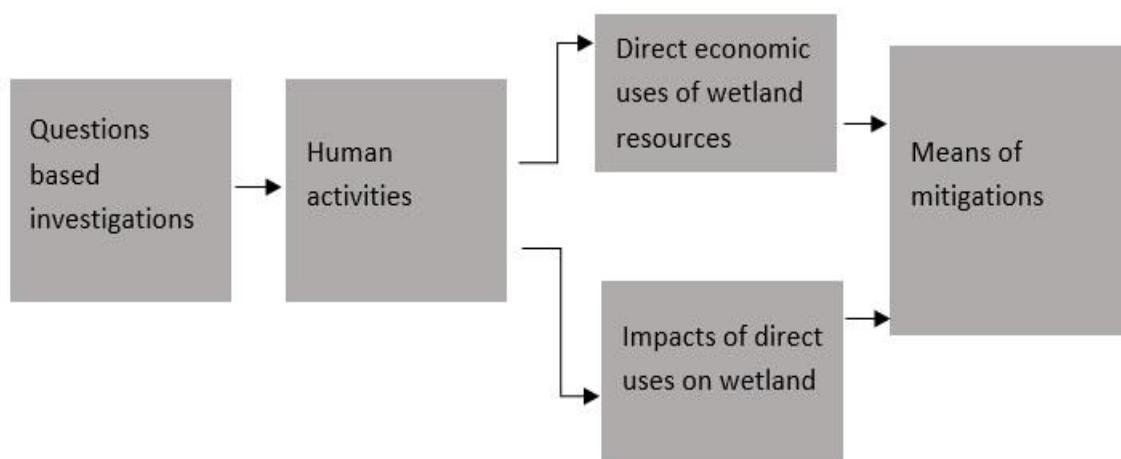 Questions
based
investigations
Human
activities
Direct economic
uses of wetland
resources
Impacts of direct
uses on wetland
Means of
mitigations